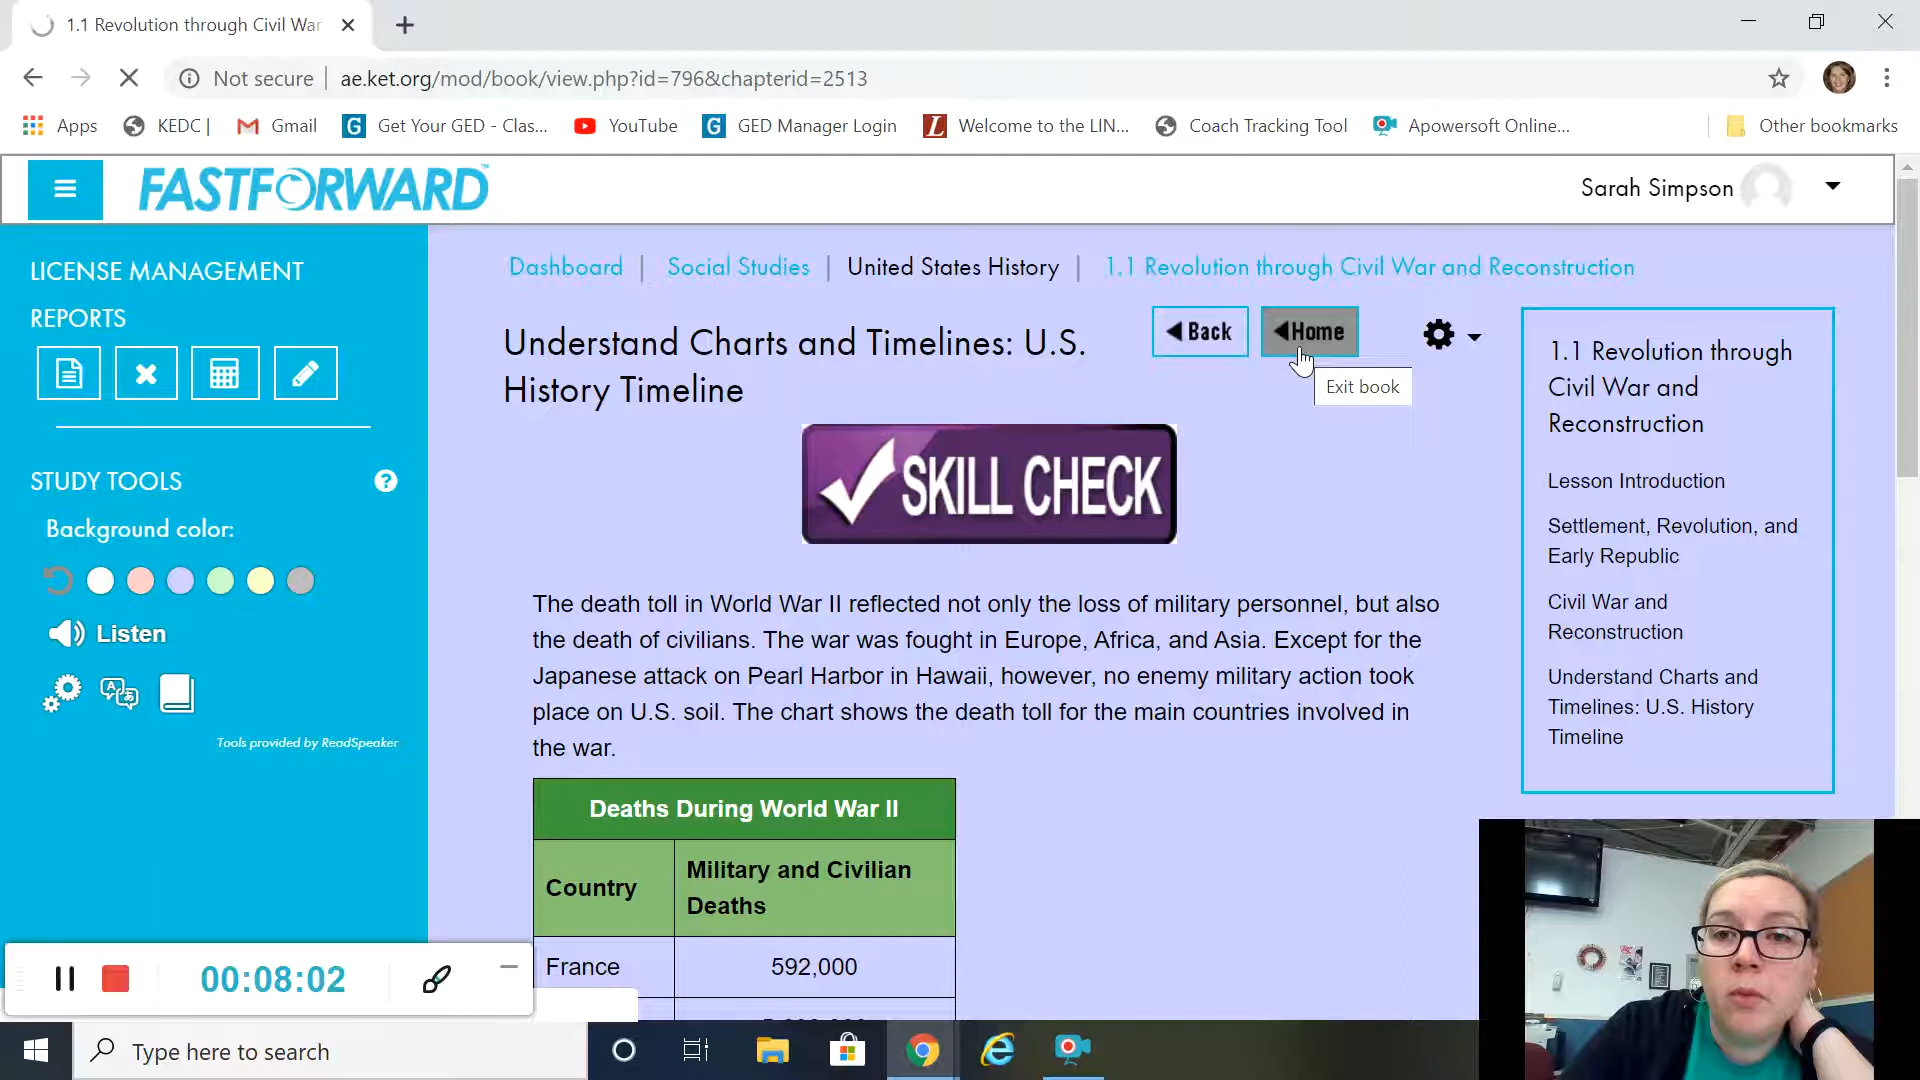 1.1 Revolution through Civil War
Not secure
ae.ket.org/mod/book/view.php?id=796&chapterid=2513
Apps
KEDC |
Gmail
Get Your GED - Clas...
YouTube
GED Manager Login
Welcome to the LIN...
Coach Tracking Tool
Apowersoft Online...
Other bookmarks
FASTFORWARD™
Sarah Simpson
LICENSE MANAGEMENT
REPORTS
STUDY TOOLS
Background color:
Listen
Tools provided by ReadSpeaker
Dashboard | Social Studies | United States History | 1.1 Revolution through Civil War and Reconstruction
Back
Home
Exit book
Understand Charts and Timelines: U.S.
History Timeline
SKILL CHECK
The death toll in World War II reflected not only the loss of military personnel, but also
the death of civilians. The war was fought in Europe, Africa, and Asia. Except for the
Japanese attack on Pearl Harbor in Hawaii, however, no enemy military action took
place on U.S. soil. The chart shows the death toll for the main countries involved in
the war.
Deaths During World War II
Country
Military and Civilian
Deaths
France
592,000
1.1 Revolution through
Civil War and
Reconstruction
Lesson Introduction
Settlement, Revolution, and
Early Republic
Civil War and
Reconstruction
Understand Charts and
Timelines: U.S. History
Timeline
00:08:02
Type here to search